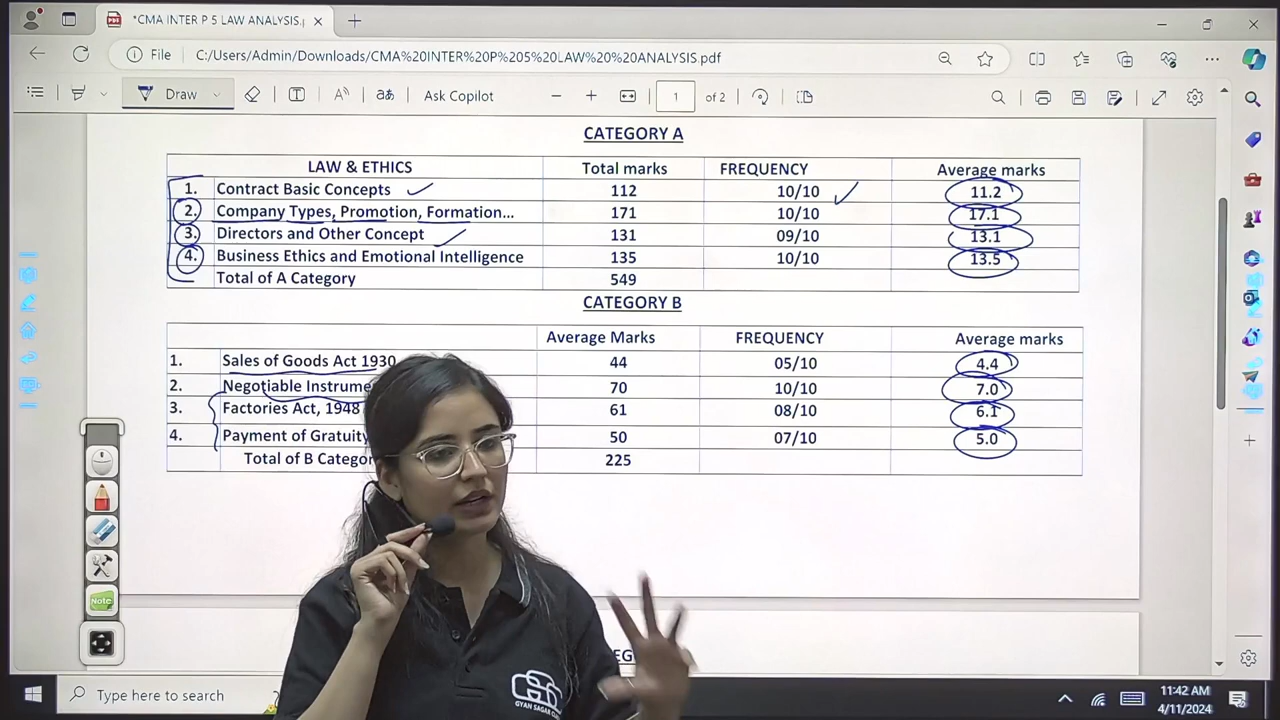 *CMA INTER P 5 LAW ANALYSIS.
File C:/Users/Admin/Downloads/CMA%20INTER%20P%205%20LAW%20%20ANALYSIS.pdf
Draw Ask Copilot 1 of 2
CATEGORY A
LAW & ETHICS Total marks FREQUENCY Average marks
1. Contract Basic Concepts 112 10/10 11.2
2. Company Types, Promotion, Formation... 171 10/10 17.1
3. Directors and Other Concept 131 09/10 13.1
4. Business Ethics and Emotional Intelligence 135 10/10 13.5
Total of A Category 549
CATEGORY B
Average Marks FREQUENCY Average marks
1. Sales of Goods Act 1930 44 05/10 4.4
2. Negotiable Instrume 70 10/10 7.0
3. Factories Act, 1948 61 08/10 6.1
4. Payment of Gratuity 50 07/10 5.0
Total of B Categor 225
Note
GYAN SAGAR
Type here to search
11:42 AM
4/11/2024